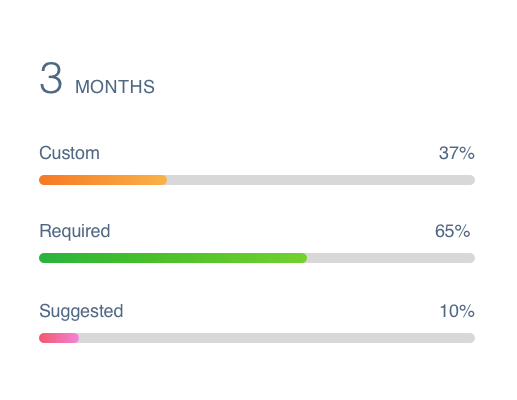 3 MONTHS
Custom 37%
Required 65%
Suggested 10%